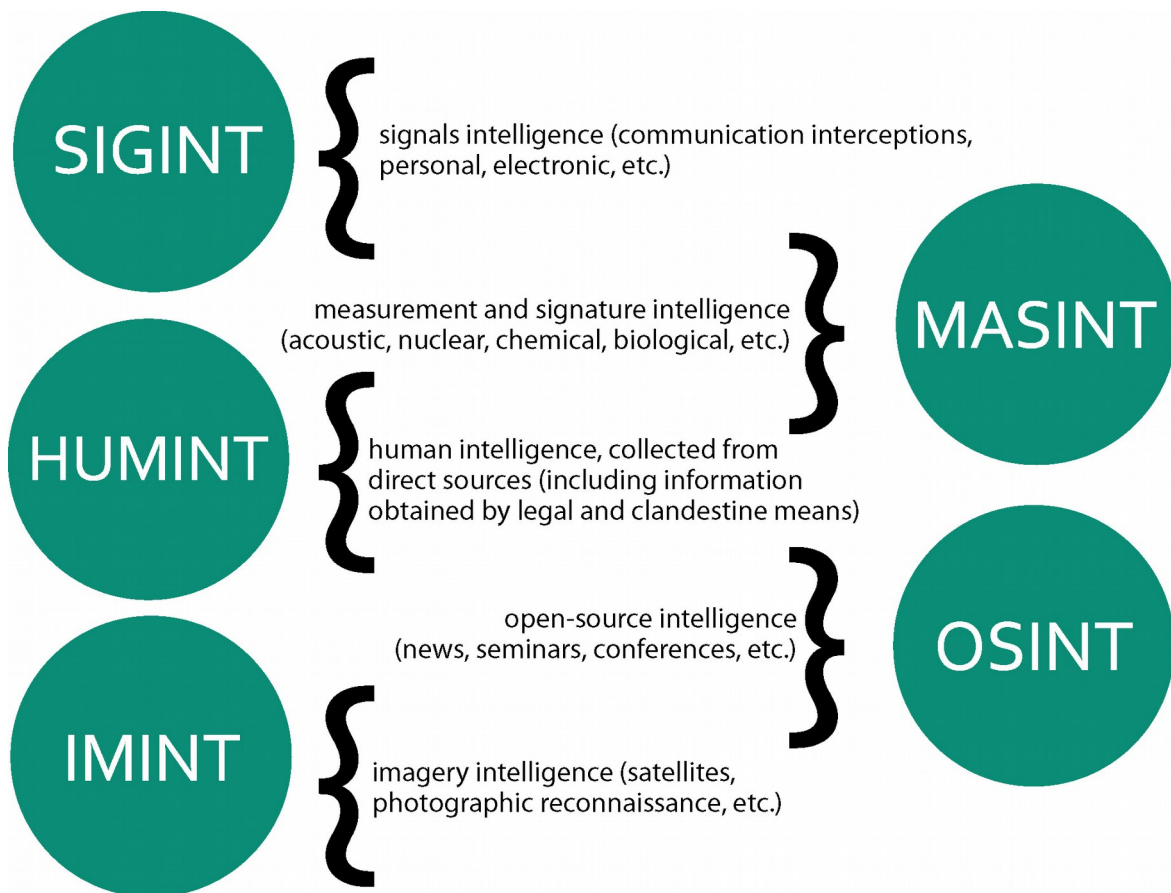 SIGINT
signals intelligence (communication interceptions,
personal, electronic, etc.)
MASINT
measurement and signature intelligence
(acoustic, nuclear, chemical, biological, etc.)
HUMINT
human intelligence, collected from
direct sources (including information
obtained by legal and clandestine means)
OSINT
open-source intelligence
(news, seminars, conferences, etc.)
IMINT
imagery intelligence (satellites,
photographic reconnaissance, etc.)